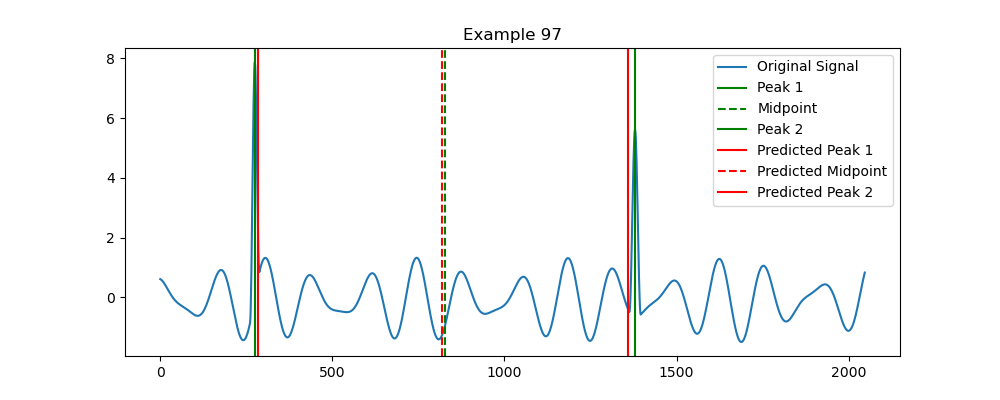 Example 97
8
6
4
2
0
0
500
1000
1500
2000
Original Signal
Peak 1
Midpoint
Peak 2
Predicted Peak 1
Predicted Midpoint
Predicted Peak 2